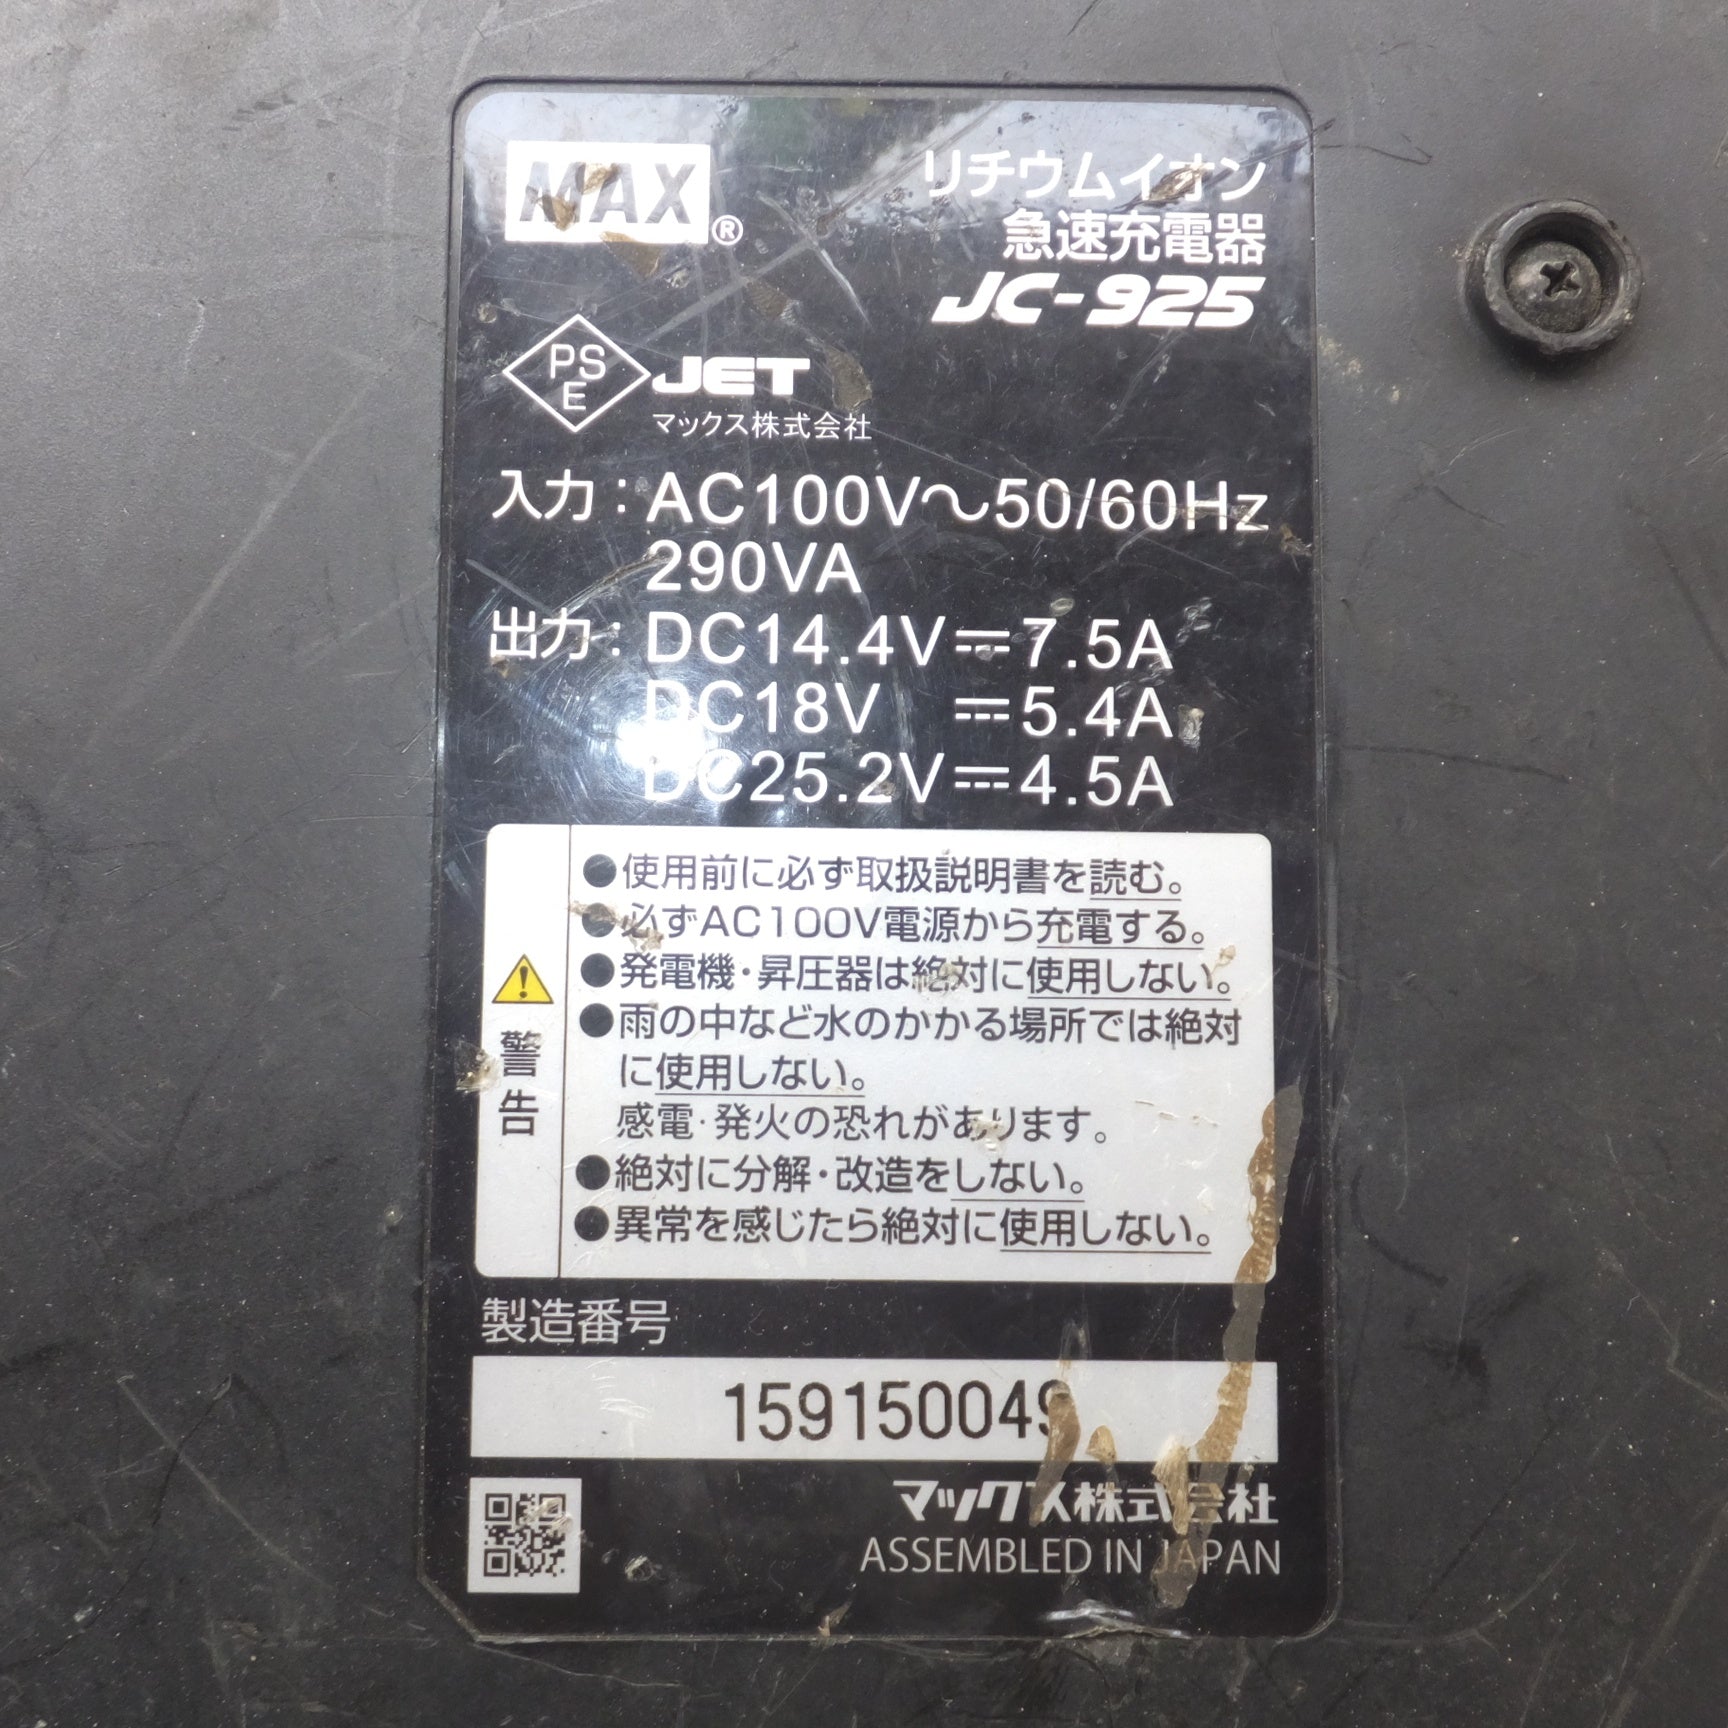 MAX®
リチウムイオン
急速充電器
JC-925
PSE JET
マックス株式会社
入力：AC100V～50/60Hz
290VA
出力：DC14.4V⎓7.5A
DC18V ⎓5.4A
DC25.2V⎓4.5A
警告
●使用前に必ず取扱説明書を読む。
●必ずAC100V電源から充電する。
●発電機・昇圧器は絶対に使用しない。
●雨の中など水のかかる場所では絶対
に使用しない。
感電・発火の恐れがあります。
●絶対に分解・改造をしない。
●異常を感じたら絶対に使用しない。
製造番号
159150049
マックス株式会社
ASSEMBLED IN JAPAN